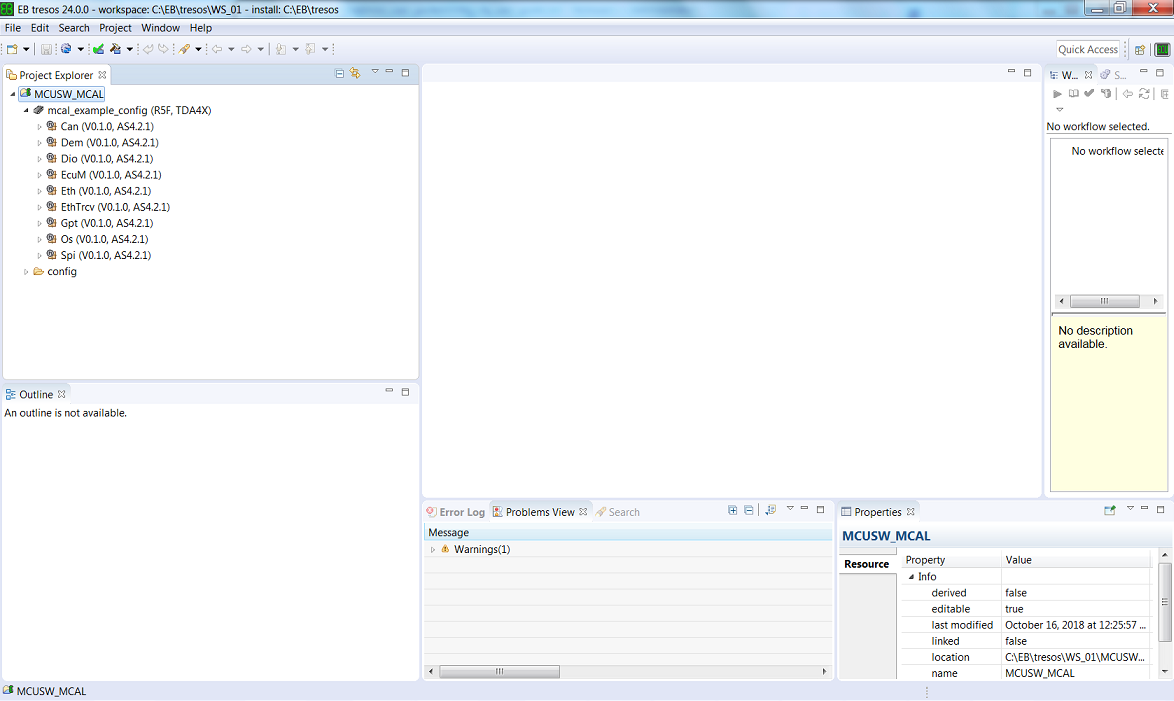 EB tresos 24.0.0 - workspace: C:\EB\tresos\WS_01 - install: C:\EB\tresos
File Edit Search Project Window Help
Quick Access
Project Explorer
MCUSW_MCAL
mcal_example_config (R5F, TDA4X)
Can (V0.1.0, AS4.2.1)
Dem (V0.1.0, AS4.2.1)
Dio (V0.1.0, AS4.2.1)
EcuM (V0.1.0, AS4.2.1)
Eth (V0.1.0, AS4.2.1)
EthTrcv (V0.1.0, AS4.2.1)
Gpt (V0.1.0, AS4.2.1)
Os (V0.1.0, AS4.2.1)
Spi (V0.1.0, AS4.2.1)
config
Outline
An outline is not available.
W... S...
No workflow selected.
No workflow selecte
No description
available.
Error Log Problems View Search
Message
Warnings(1)
Properties
MCUSW_MCAL
Resource
Property Value
Info
derived false
editable true
last modified October 16, 2018 at 12:25:57 ...
linked false
location C:\EB\tresos\WS_01\MCUSW...
name MCUSW_MCAL
MCUSW_MCAL